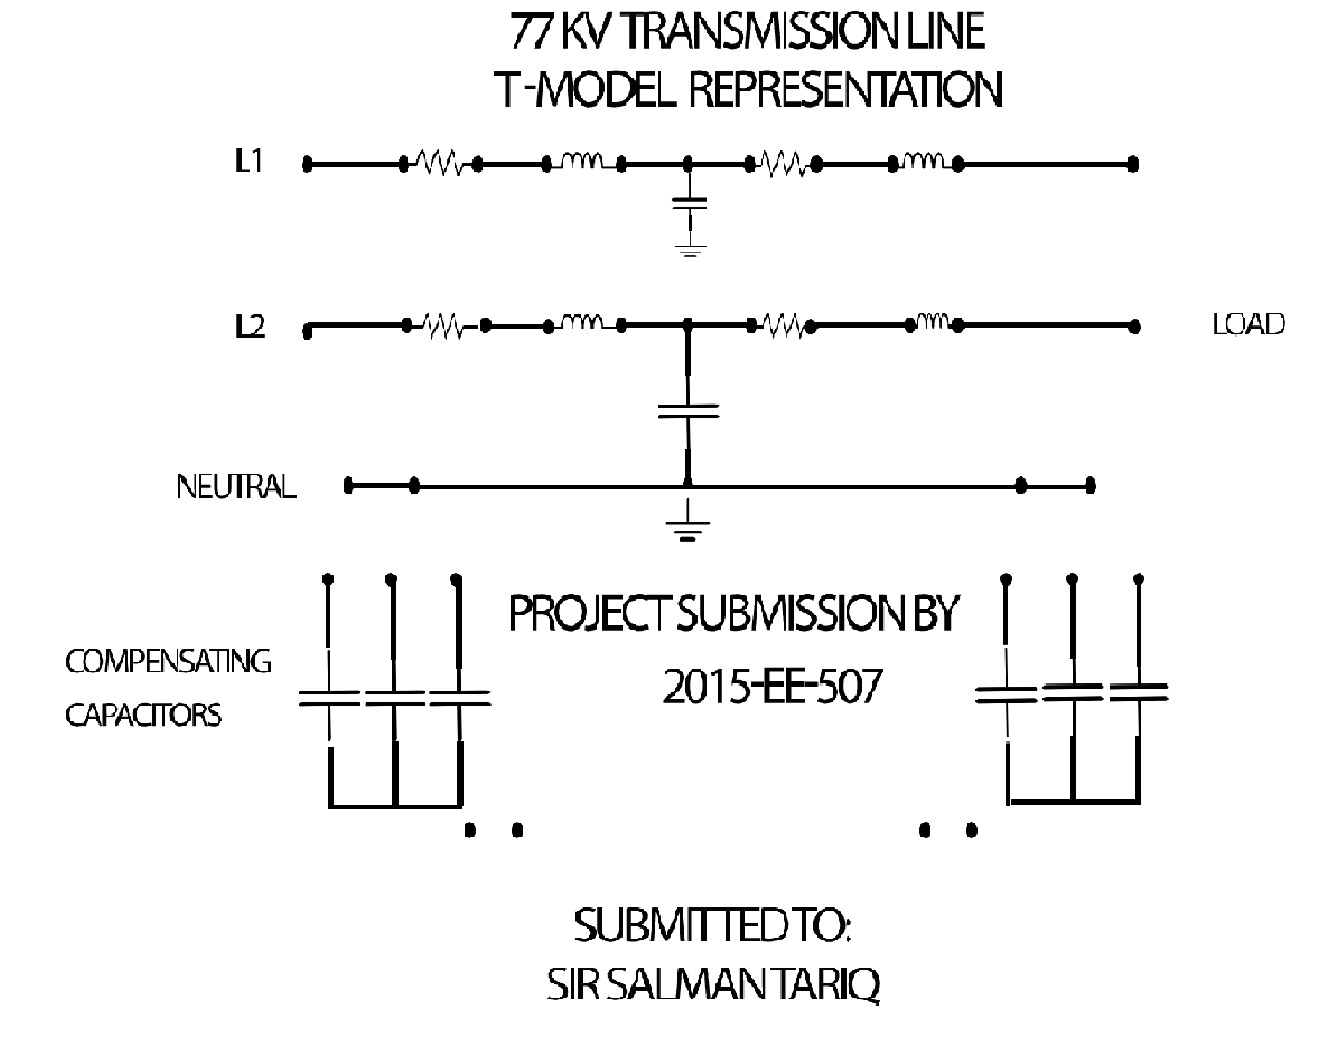 77 KV TRANSMISSION LINE
T-MODEL REPRESENTATION
L1
L2
LOAD
NEUTRAL
PROJECT SUBMISSION BY
2015-EE-507
COMPENSATING
CAPACITORS
SUBMITTED TO:
SIR SALMAN TARIQ